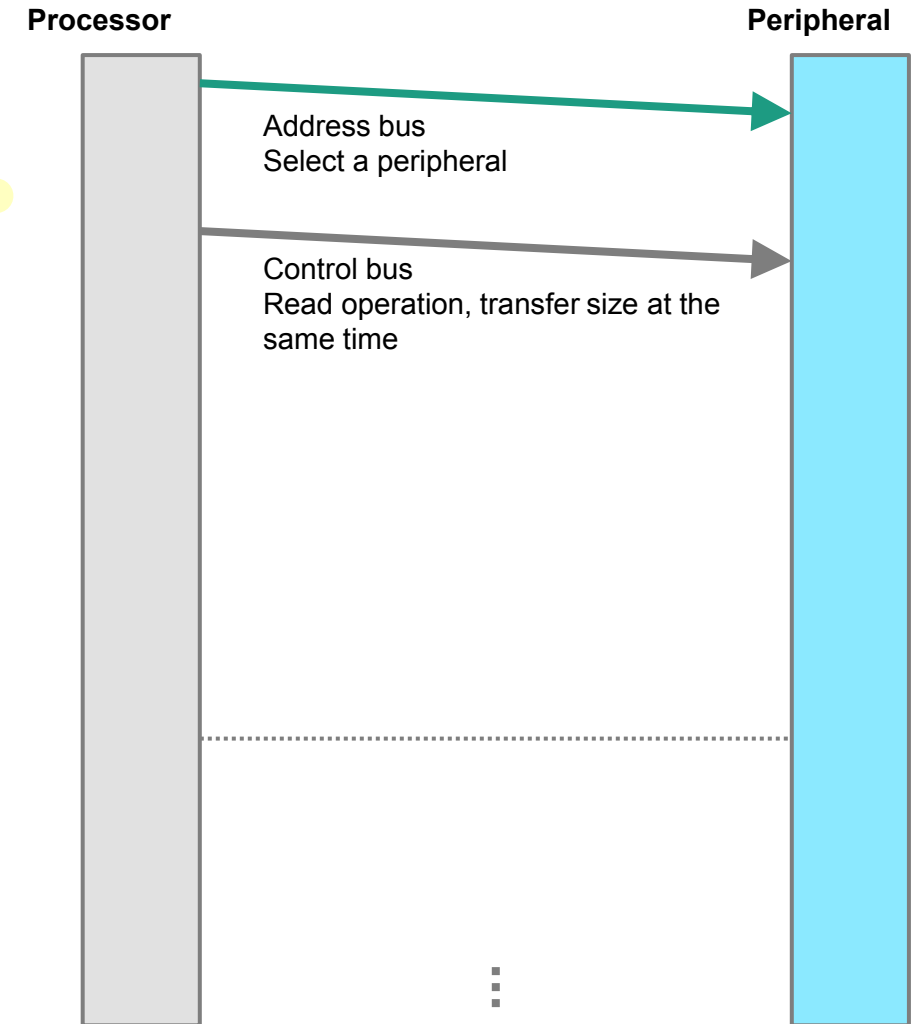 Processor
Peripheral
Address bus
Select a peripheral
Control bus
Read operation, transfer size at the
same time